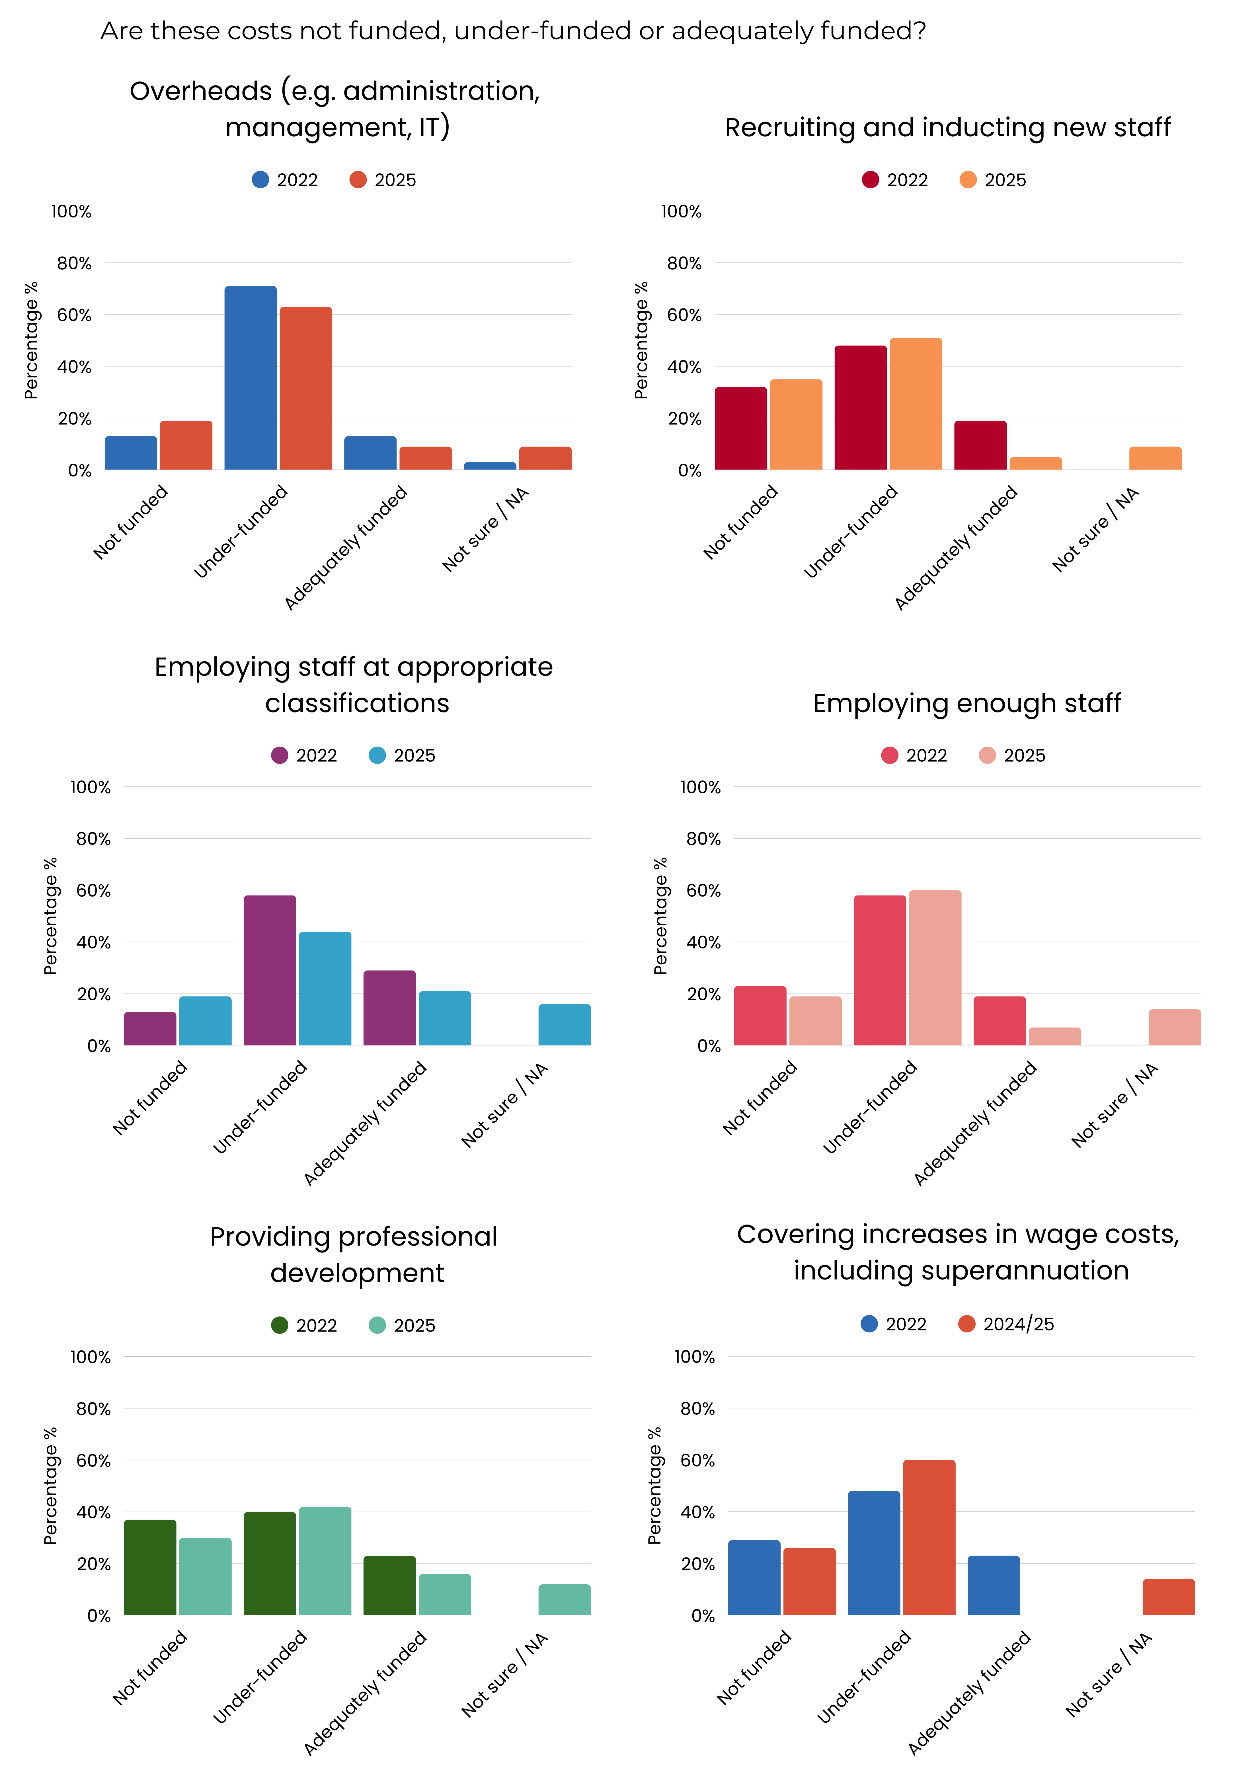 Are these costs not funded, under-funded or adequately funded?
Overheads (e.g. administration,
management, IT)
2022 2025
Percentage %
100%
80%
60%
40%
20%
0%
Not funded
Under-funded
Adequately funded
Not sure / NA
Recruiting and inducting new staff
2022 2025
Percentage %
100%
80%
60%
40%
20%
0%
Not funded
Under-funded
Adequately funded
Not sure / NA
Employing staff at appropriate
classifications
2022 2025
Percentage %
100%
80%
60%
40%
20%
0%
Not funded
Under-funded
Adequately funded
Not sure / NA
Employing enough staff
2022 2025
Percentage %
100%
80%
60%
40%
20%
0%
Not funded
Under-funded
Adequately funded
Not sure / NA
Providing professional
development
2022 2025
Percentage %
100%
80%
60%
40%
20%
0%
Not funded
Under-funded
Adequately funded
Not sure / NA
Covering increases in wage costs,
including superannuation
2022 2024/25
Percentage %
100%
80%
60%
40%
20%
0%
Not funded
Under-funded
Adequately funded
Not sure / NA